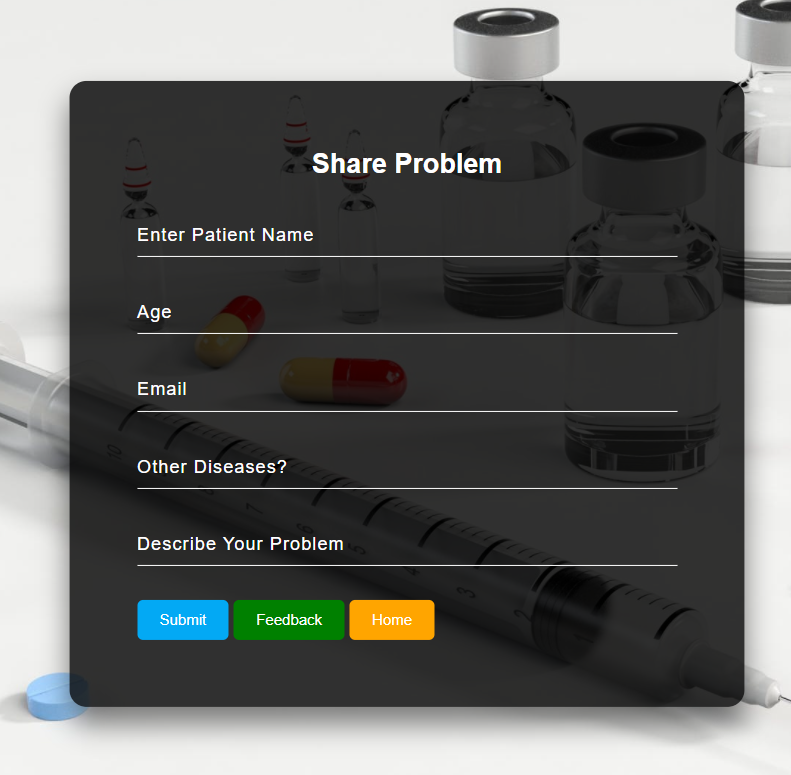 Share Problem
Enter Patient Name
Age
Email
Other Diseases?
Describe Your Problem
Submit Feedback Home